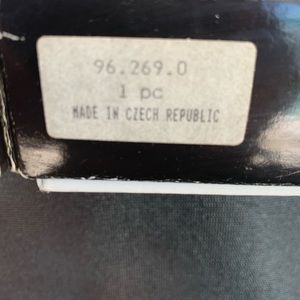 96.269.0
1 pc
MADE IN CZECH REPUBLIC